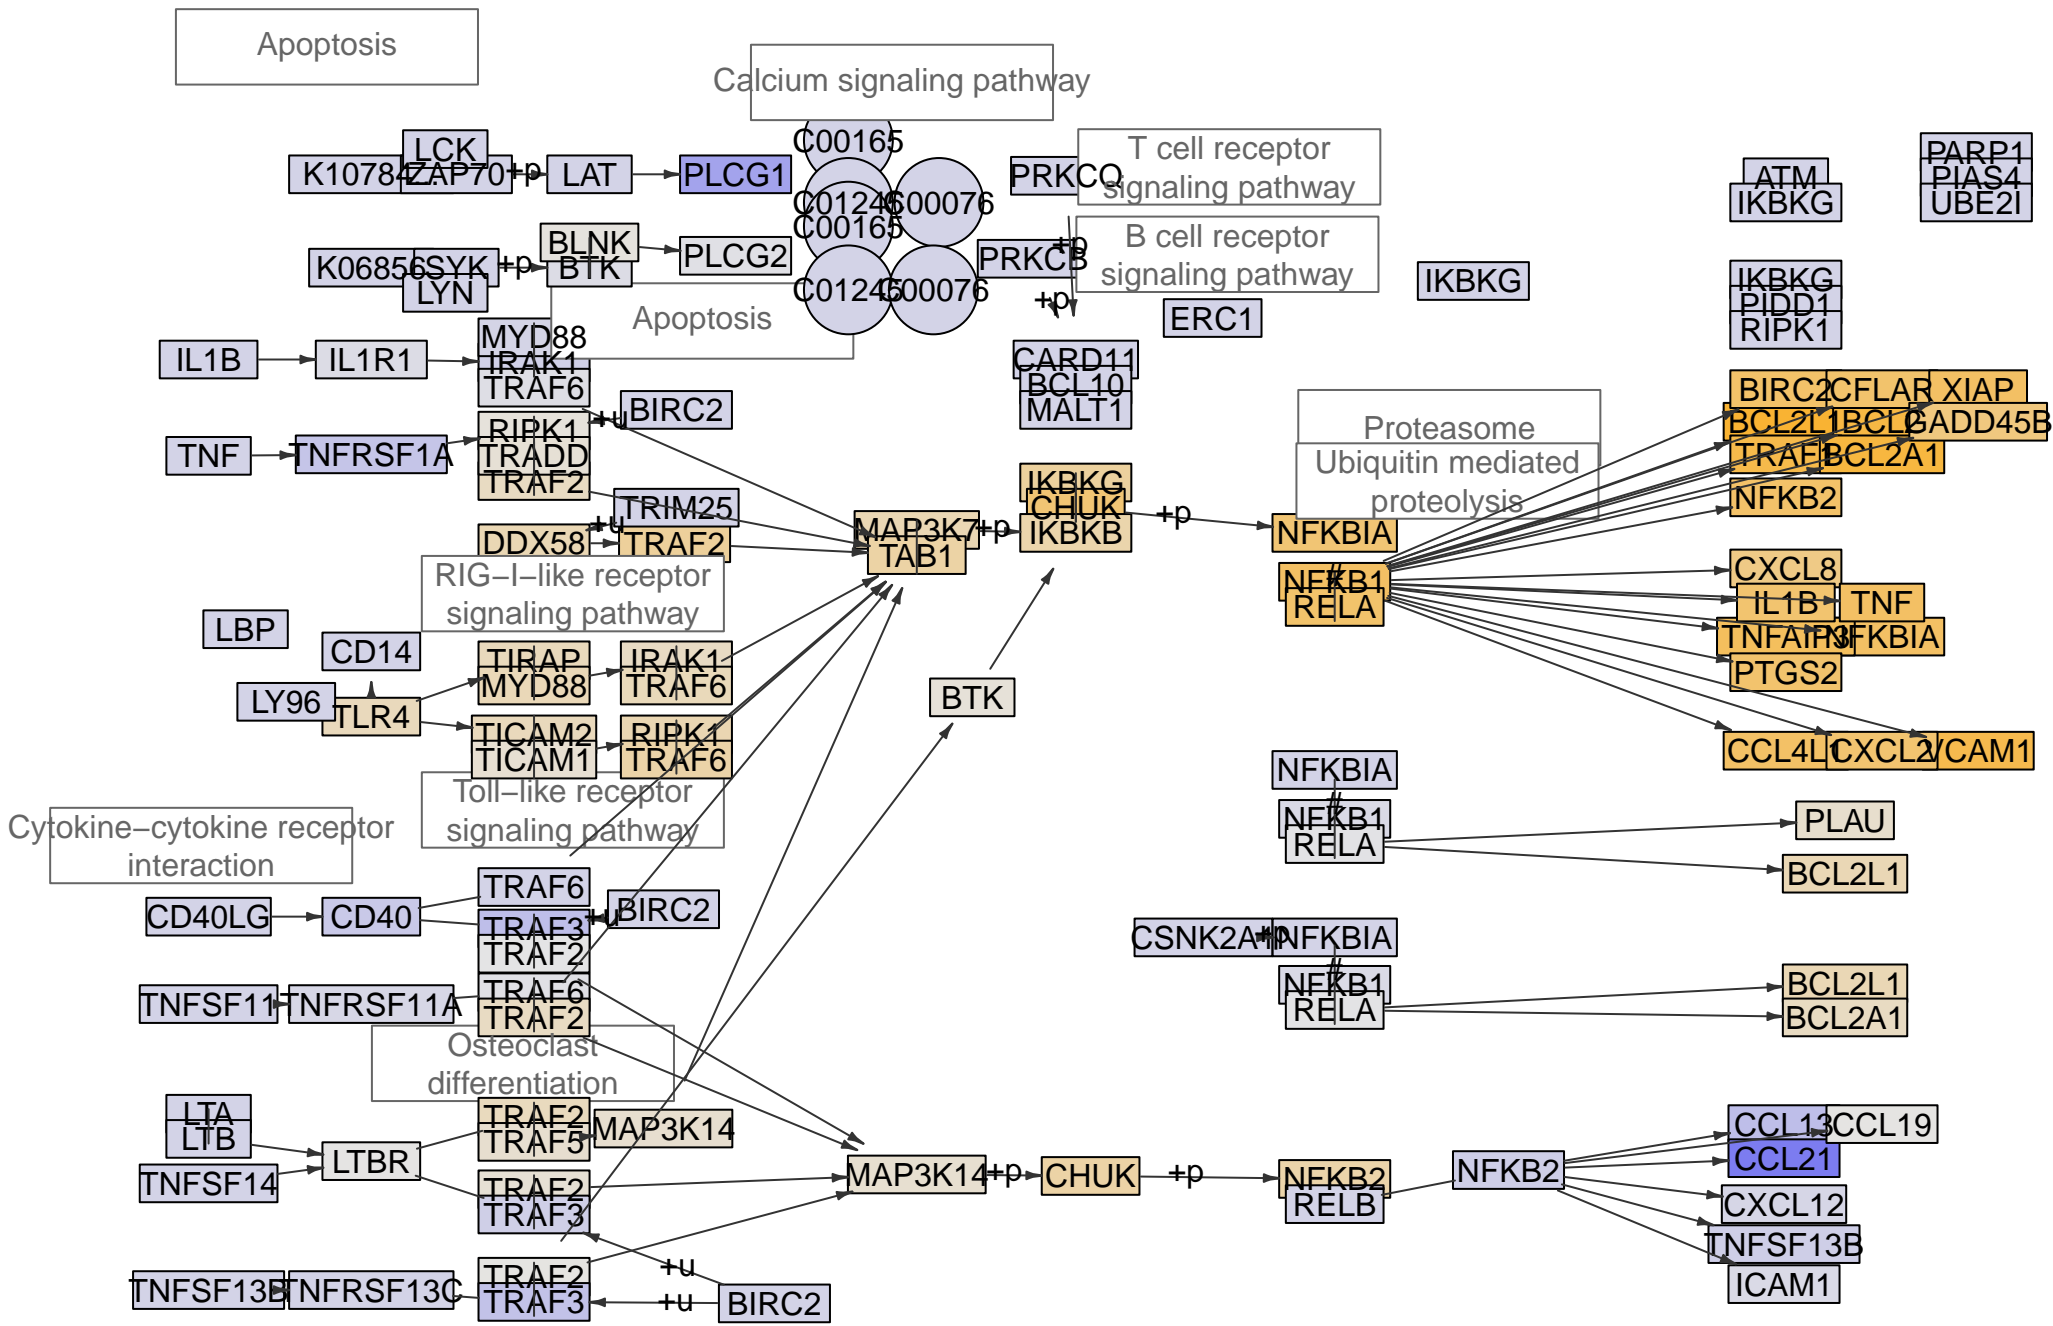 Apoptosis
Calcium signaling pathway
C00165
T cell receptor
signaling pathway
PARP1
LCK
K10784
ZAP70
+p
LAT
PLCG1
PRKCQ
ATM
PIAS4
C01245
C00076
IKBKG
UBE2I
C00165
B cell receptor
signaling pathway
BLNK
PLCG2
+p
PRKCB
K06856
SYK
+p
BTK
LYN
C01245
C00076
+p
IKBKG
IKBKG
PIDD1
RIPK1
Apoptosis
ERC1
MYD88
IRAK1
TRAF6
IL1B
IL1R1
CARD11
BCL10
MALT1
BIRC2
+u
BIRC2
CFLAR
XIAP
RIPK1
TRADD
TRAF2
TNF
TNFRSF1A
Proteasome
Ubiquitin mediated
proteolysis
BCL2L1
BCL2
GADD45B
TRAF1
BCL2A1
NFKB2
TRIM25
+u
DDX58
TRAF2
MAP3K7
TAB1
+p
IKBKG
CHUK
IKBKB
+p
NFKBIA
//
NFKB1
RELA
CXCL8
IL1B
TNF
TNFAIP3
NFKBIA
PTGS2
RIG−I−like receptor
signaling pathway
LBP
CD14
LY96
TLR4
TIRAP
MYD88
IRAK1
TRAF6
BTK
TICAM2
TICAM1
RIPK1
TRAF6
CCL4L1
CXCL2
VCAM1
Toll−like receptor
signaling pathway
NFKBIA
//
NFKB1
RELA
PLAU
BCL2L1
Cytokine−cytokine receptor
interaction
TRAF6
CD40LG
CD40
TRAF3
TRAF2
+u
BIRC2
CSNK2A1
+p
NFKBIA
//
NFKB1
RELA
BCL2L1
BCL2A1
TNFSF11
TNFRSF11A
TRAF6
TRAF2
Osteoclast
differentiation
LTA
LTB
TRAF2
TRAF5
MAP3K14
CCL13
CCL19
LTBR
TNFSF14
TRAF2
TRAF3
MAP3K14
+p
CHUK
+p
NFKB2
RELB
NFKB2
CCL21
CXCL12
TNFSF13B
ICAM1
+u
TNFSF13B
TNFRSF13C
TRAF2
TRAF3
+u
BIRC2